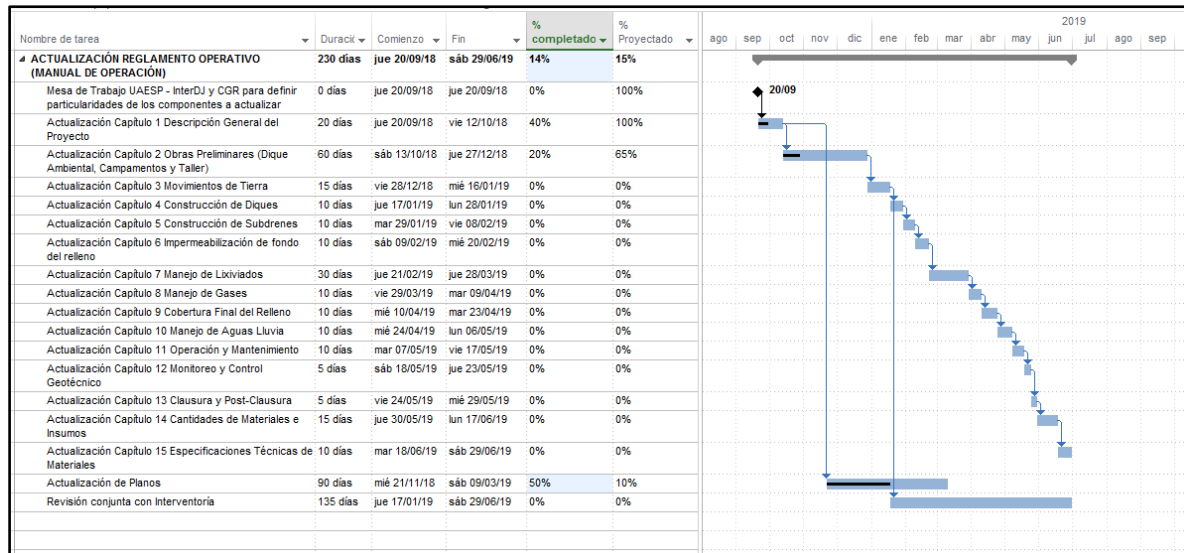 2019
Nombre de tarea Duració Comienzo Fin % completado % Proyectado ago sep oct nov dic ene feb mar abr may jun jul ago sep
ACTUALIZACIÓN REGLAMENTO OPERATIVO 230 días jue 20/09/18 sáb 29/06/19 14% 15%
(MANUAL DE OPERACIÓN)
Mesa de Trabajo UAESP - InterDJ y CGR para definir 0 días jue 20/09/18 jue 20/09/18 0% 100% 20/09
particularidades de los componentes a actualizar
Actualización Capítulo 1 Descripción General del 20 días jue 20/09/18 vie 12/10/18 40% 100%
Proyecto
Actualización Capítulo 2 Obras Preliminares (Dique 60 días sáb 13/10/18 jue 27/12/18 20% 65%
Ambiental, Campamentos y Taller)
Actualización Capítulo 3 Movimientos de Tierra 15 días vie 28/12/18 mié 16/01/19 0% 0%
Actualización Capítulo 4 Construcción de Diques 10 días jue 17/01/19 lun 28/01/19 0% 0%
Actualización Capítulo 5 Construcción de Subdrenes 10 días mar 29/01/19 vie 08/02/19 0% 0%
Actualización Capítulo 6 Impermeabilización de fondo 10 días sáb 09/02/19 mié 20/02/19 0% 0%
del relleno
Actualización Capítulo 7 Manejo de Lixiviados 30 días jue 21/02/19 jue 28/03/19 0% 0%
Actualización Capítulo 8 Manejo de Gases 10 días vie 29/03/19 mar 09/04/19 0% 0%
Actualización Capítulo 9 Cobertura Final del Relleno 10 días mié 10/04/19 mar 23/04/19 0% 0%
Actualización Capítulo 10 Manejo de Aguas Lluvia 10 días mié 24/04/19 lun 06/05/19 0% 0%
Actualización Capítulo 11 Operación y Mantenimiento 10 días mar 07/05/19 vie 17/05/19 0% 0%
Actualización Capítulo 12 Monitoreo y Control 5 días sáb 18/05/19 jue 23/05/19 0% 0%
Geotécnico
Actualización Capítulo 13 Clausura y Post-Clausura 5 días vie 24/05/19 mié 29/05/19 0% 0%
Actualización Capítulo 14 Cantidades de Materiales e 15 días jue 30/05/19 lun 17/06/19 0% 0%
Insumos
Actualización Capítulo 15 Especificaciones Técnicas de 10 días mar 18/06/19 sáb 29/06/19 0% 0%
Materiales
Actualización de Planos 90 días mié 21/11/18 sáb 09/03/19 50% 10%
Revisión conjunta con Interventoría 135 días jue 17/01/19 sáb 29/06/19 0% 0%